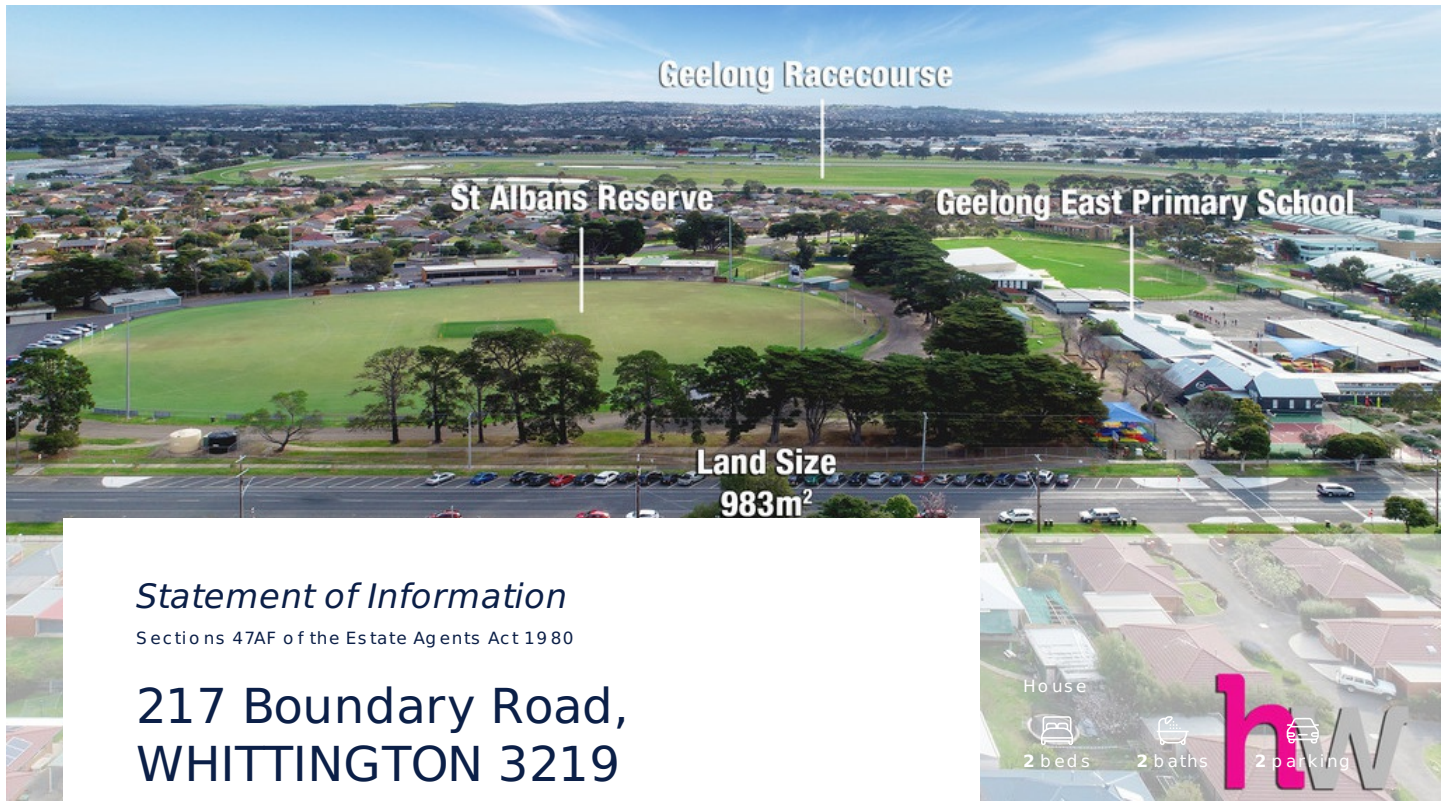 Geelong Racecourse
St Albans Reserve
Geelong East Primary School
Land Size
983m²
Statement of Information
Sections 47AF of the Estate Agents Act 1980
217 Boundary Road,
WHITTINGTON 3219
House
2 beds 2 baths 2 parking
hw